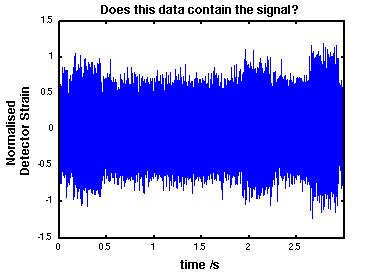 Does this data contain the signal?
1.5
1
0.5
0
-0.5
-1
-1.5
Normalised
Detector Strain
0 0.5 1 1.5 2 2.5
time /s